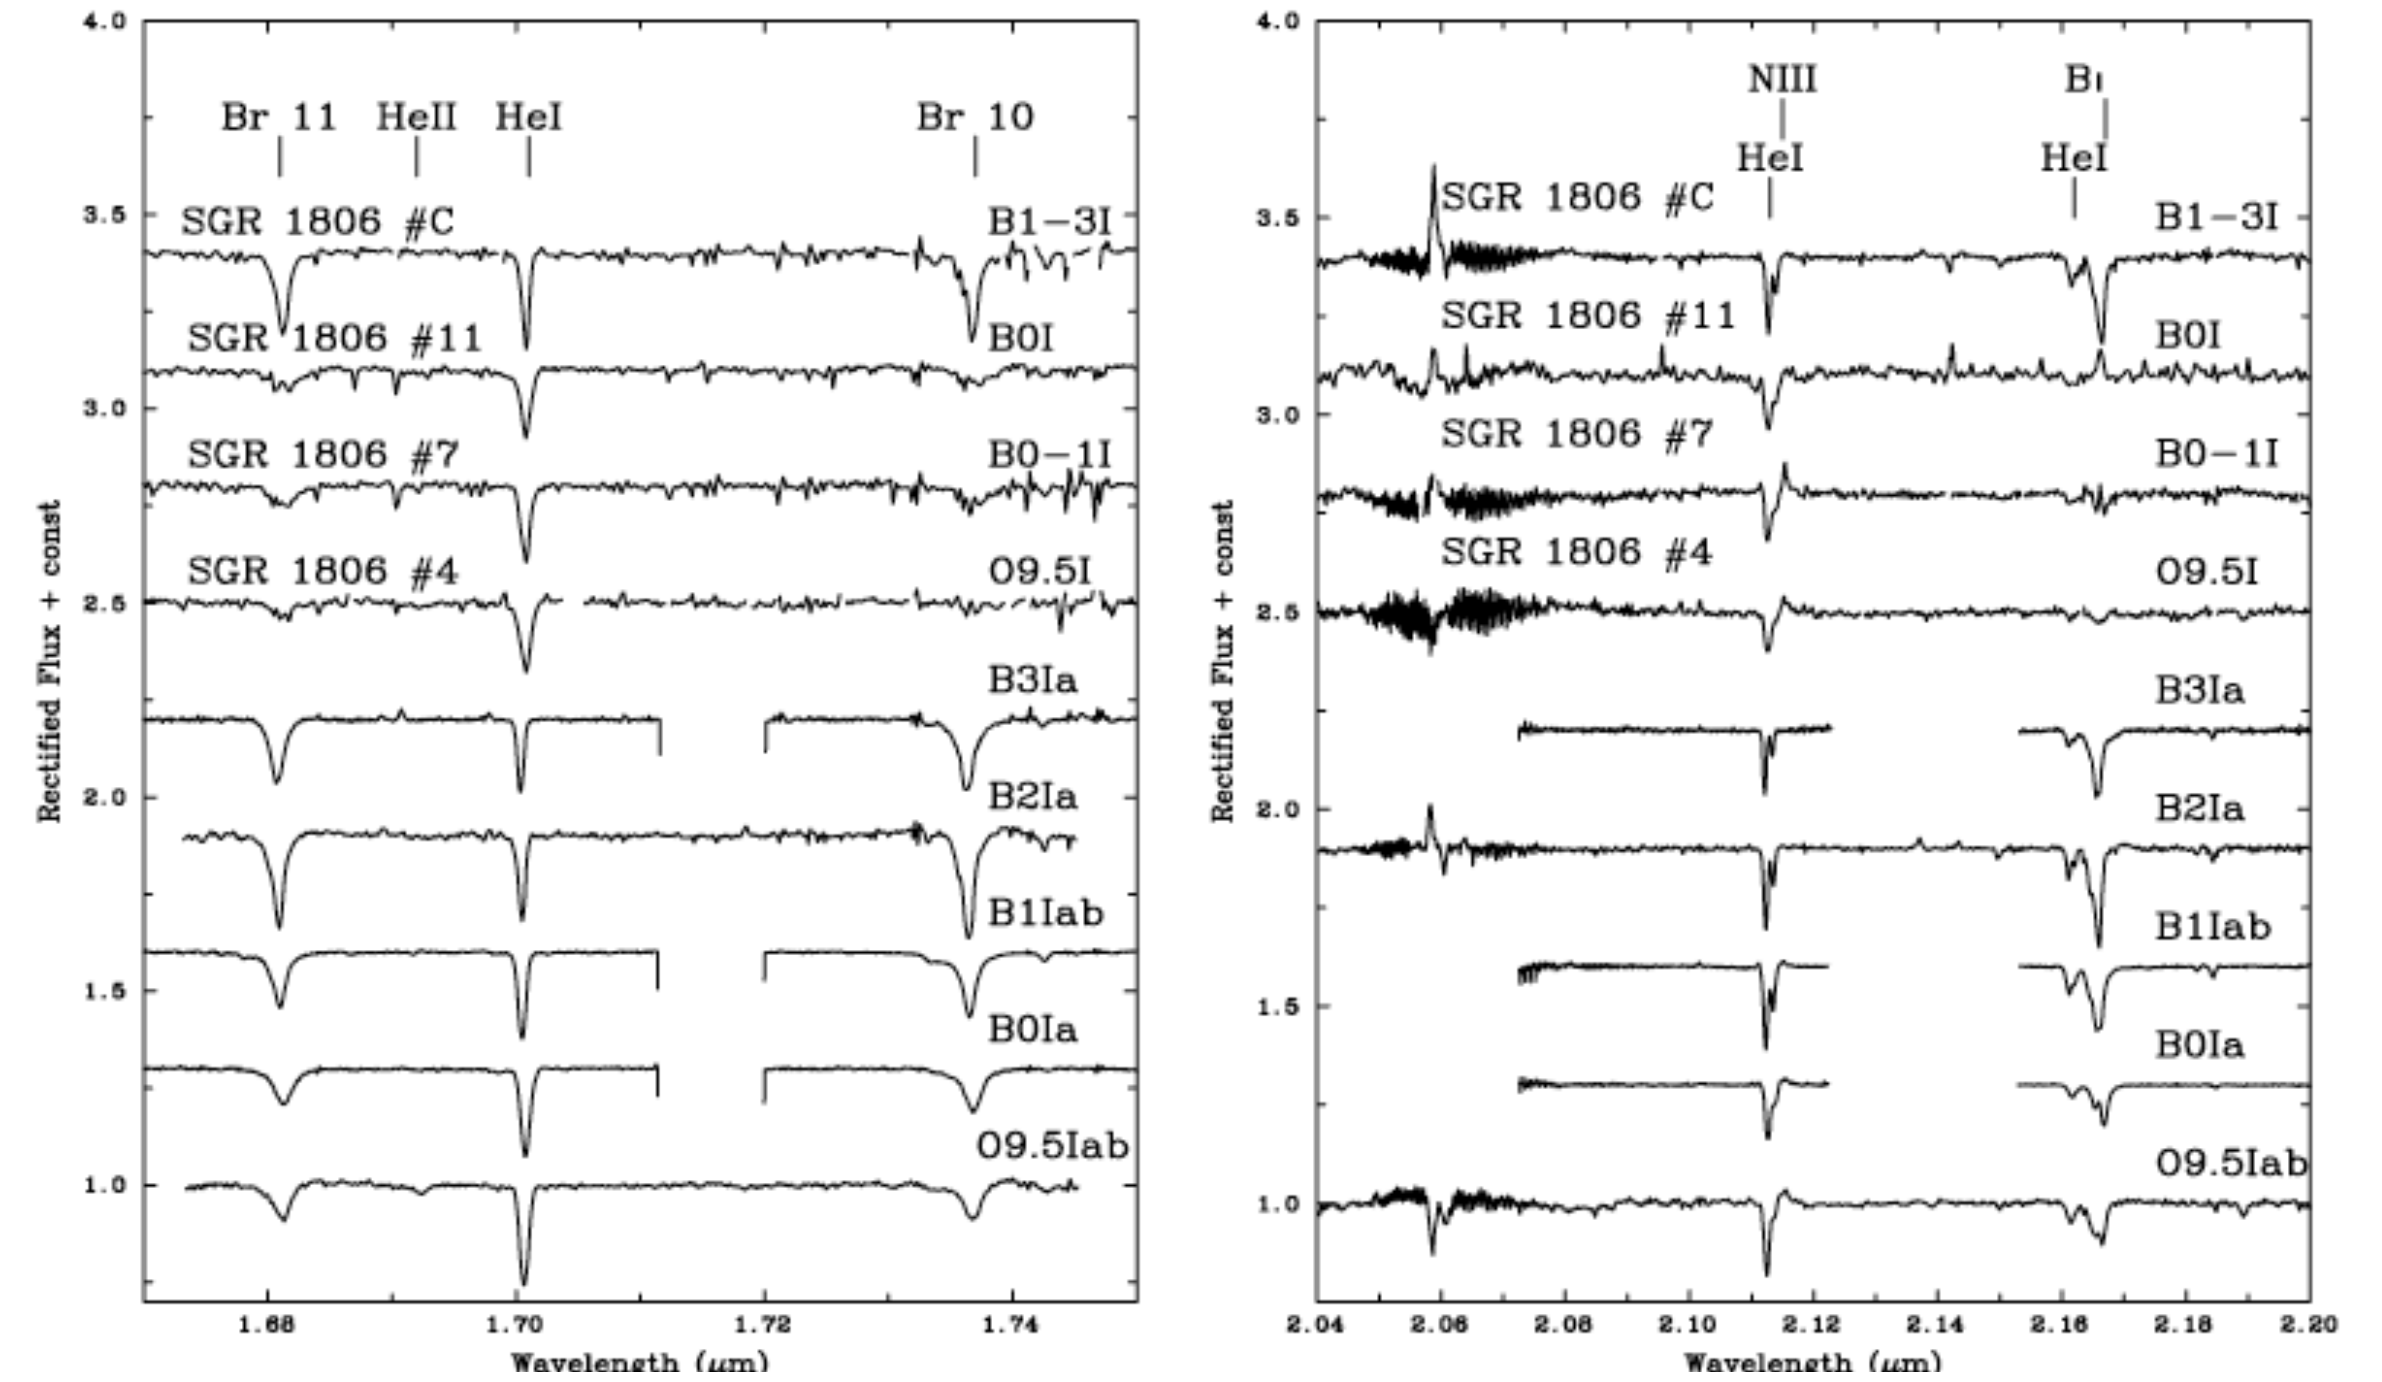 4.0
Br 11 HeII HeI Br 10
3.5
SGR 1806 #C B1-3I
SGR 1806 #11 B0I
3.0
SGR 1806 #7 B0-1I
2.5
SGR 1806 #4 O9.5I
B3Ia
2.0
B2Ia
B1Iab
1.5
B0Ia
O9.5Iab
1.0
Rectified Flux + const
1.68 1.70 1.72 1.74
Wavelength (μm)
4.0
NIII
HeI HeI
3.5
SGR 1806 #C B1-3I
SGR 1806 #11 B0I
3.0
SGR 1806 #7 B0-1I
SGR 1806 #4 O9.5I
2.5
B3Ia
2.0
B2Ia
B1Iab
1.5
B0Ia
O9.5Iab
1.0
Rectified Flux + const
2.04 2.06 2.08 2.10 2.12 2.14 2.16 2.18 2.20
Wavelength (μm)